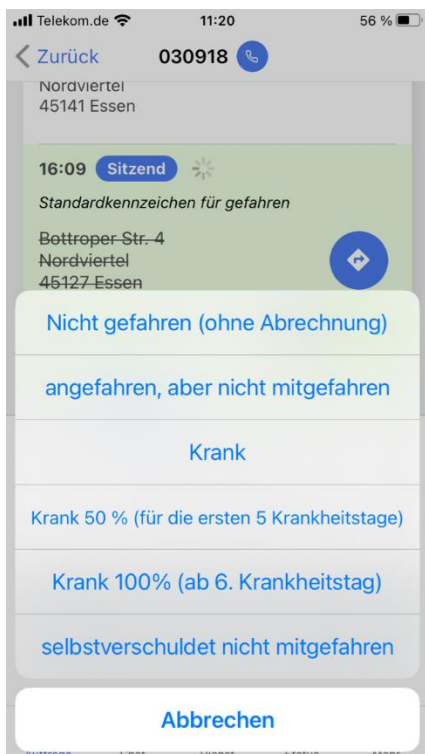 Telekom.de 11:20 56 %
Zurück 030918
Nordviertel
45141 Essen
16:09 Sitzend
Standardkennzeichen für gefahren
Bottroper Str. 4
Nordviertel
45127 Essen
Nicht gefahren (ohne Abrechnung)
angefahren, aber nicht mitgefahren
Krank
Krank 50 % (für die ersten 5 Krankheitstage)
Krank 100% (ab 6. Krankheitstag)
selbstverschuldet nicht mitgefahren
Abbrechen